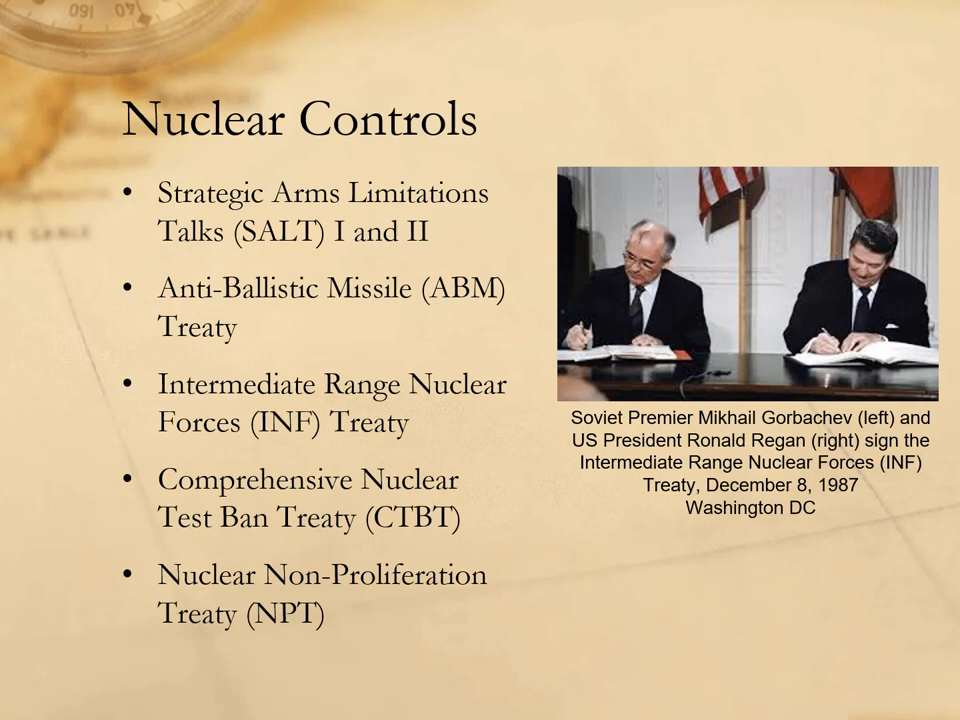 Nuclear Controls
• Strategic Arms Limitations
Talks (SALT) I and II
• Anti-Ballistic Missile (ABM)
Treaty
• Intermediate Range Nuclear
Forces (INF) Treaty
• Comprehensive Nuclear
Test Ban Treaty (CTBT)
• Nuclear Non-Proliferation
Treaty (NPT)
Soviet Premier Mikhail Gorbachev (left) and
US President Ronald Regan (right) sign the
Intermediate Range Nuclear Forces (INF)
Treaty, December 8, 1987
Washington DC